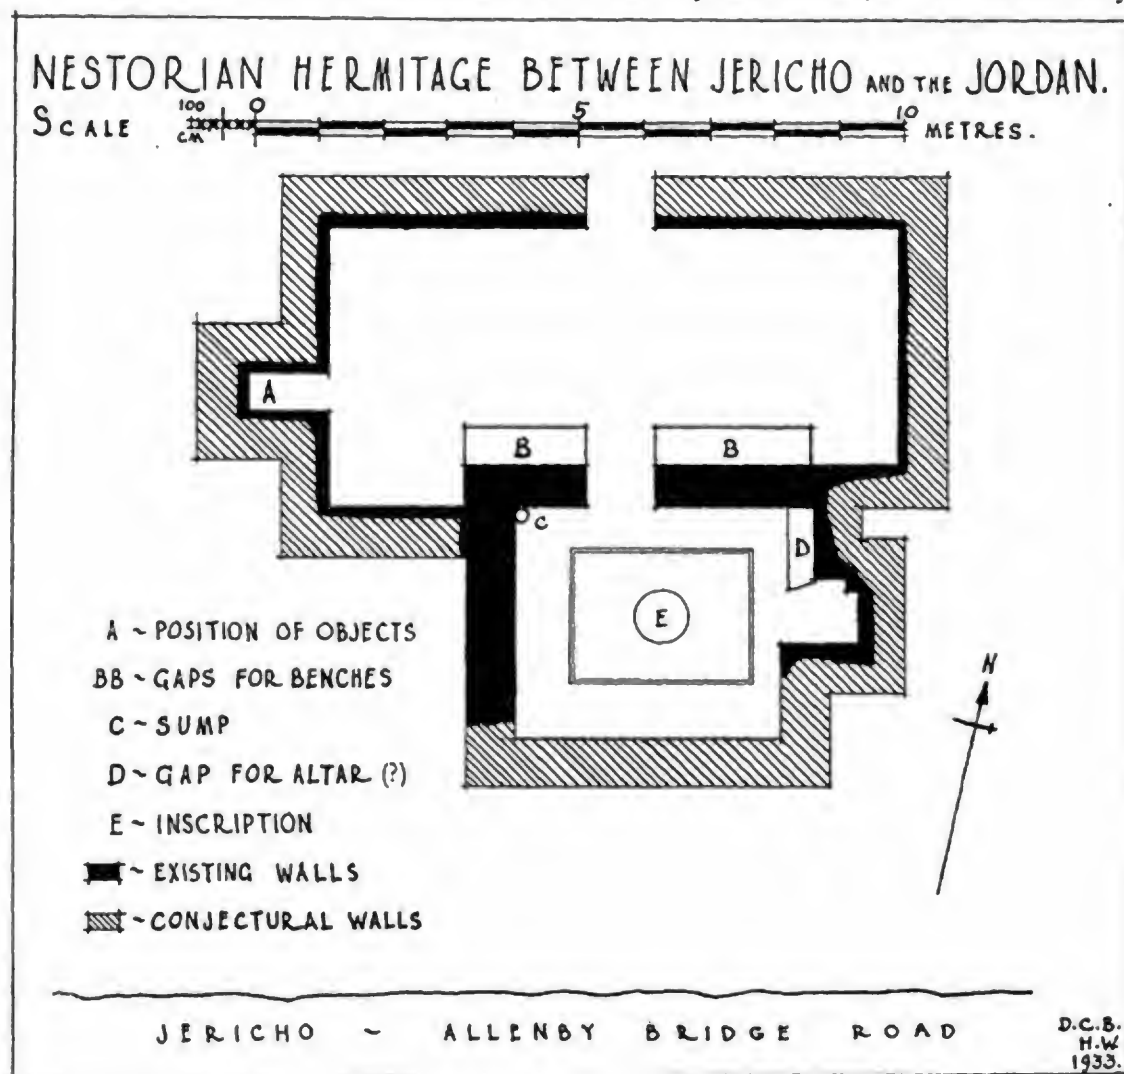 NESTORIAN HERMITAGE BETWEEN JERICHO AND THE JORDAN.
SCALE 100 CM 0 5 10 METRES.
A
B B
C
D
E
A ~ POSITION OF OBJECTS
BB ~ GAPS FOR BENCHES
C ~ SUMP
D ~ GAP FOR ALTAR (?)
E ~ INSCRIPTION
N
~ EXISTING WALLS
~ CONJECTURAL WALLS
JERICHO ~ ALLENBY BRIDGE ROAD
D.C.B.
H.W.
1933.